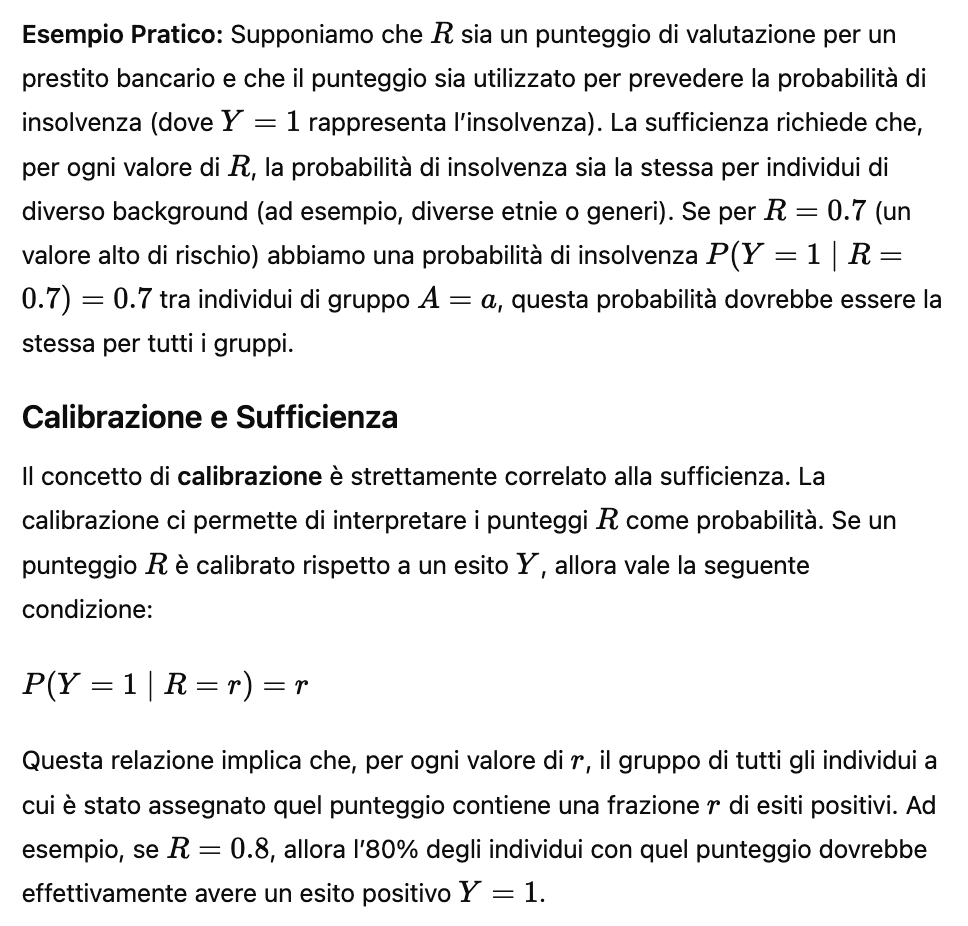 Esempio Pratico: Supponiamo che R sia un punteggio di valutazione per un
prestito bancario e che il punteggio sia utilizzato per prevedere la probabilità di
insolvenza (dove Y = 1 rappresenta l'insolvenza). La sufficienza richiede che,
per ogni valore di R, la probabilità di insolvenza sia la stessa per individui di
diverso background (ad esempio, diverse etnie o generi). Se per R = 0.7 (un
valore alto di rischio) abbiamo una probabilità di insolvenza P(Y = 1 | R =
0.7) = 0.7 tra individui di gruppo A = a, questa probabilità dovrebbe essere la
stessa per tutti i gruppi.
Calibrazione e Sufficienza
Il concetto di calibrazione è strettamente correlato alla sufficienza. La
calibrazione ci permette di interpretare i punteggi R come probabilità. Se un
punteggio R è calibrato rispetto a un esito Y, allora vale la seguente
condizione:
P(Y = 1 | R = r) = r
Questa relazione implica che, per ogni valore di r, il gruppo di tutti gli individui a
cui è stato assegnato quel punteggio contiene una frazione r di esiti positivi. Ad
esempio, se R = 0.8, allora l'80% degli individui con quel punteggio dovrebbe
effettivamente avere un esito positivo Y = 1.